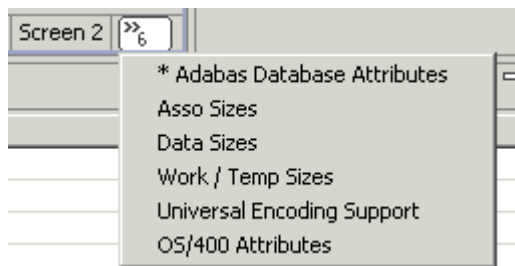 Screen 2 »6
* Adabas Database Attributes
Asso Sizes
Data Sizes
Work / Temp Sizes
Universal Encoding Support
OS/400 Attributes